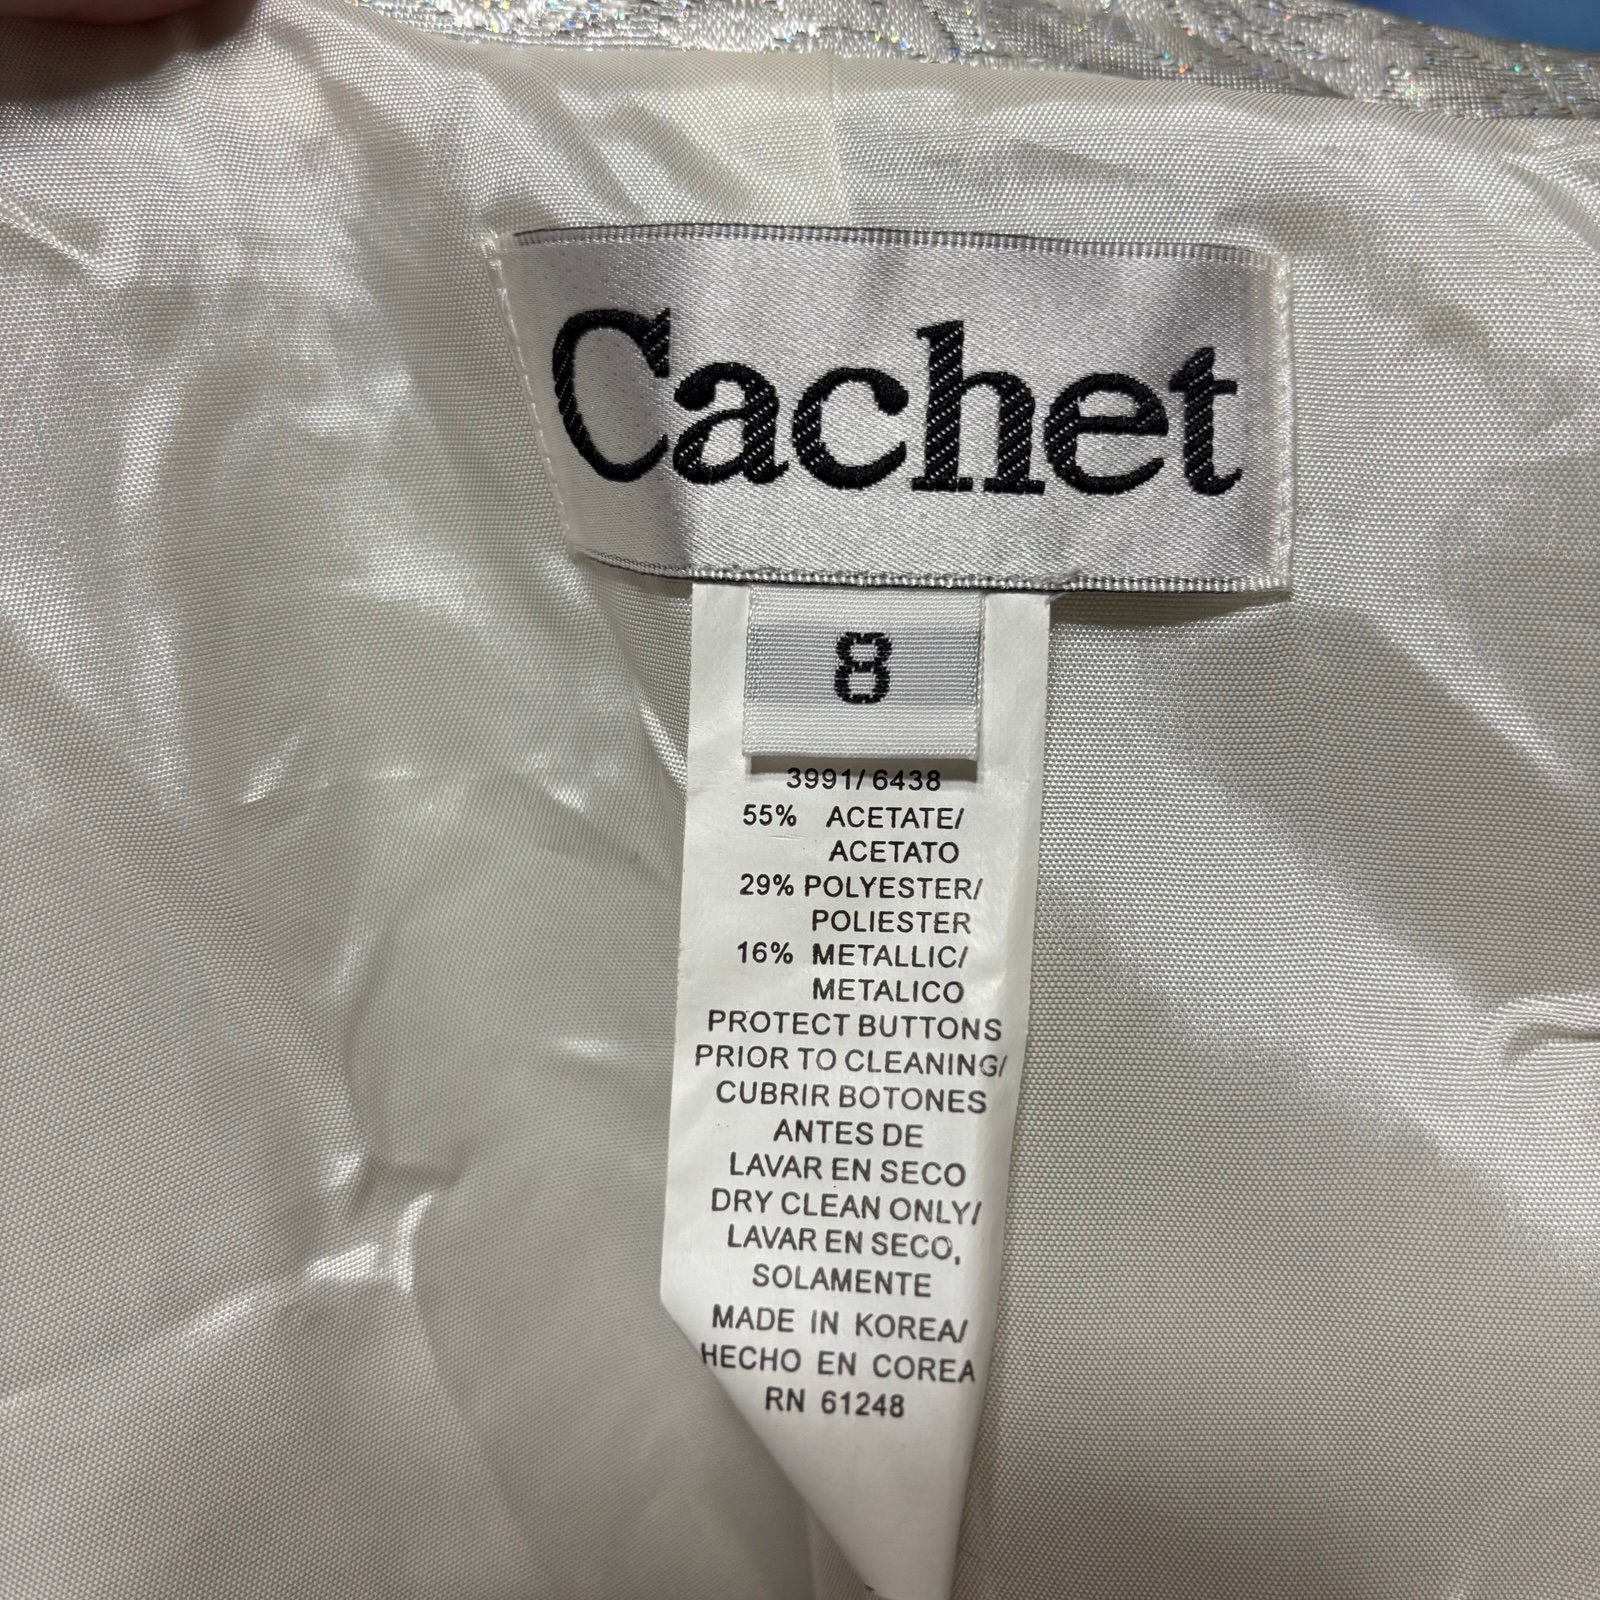 Cachet
8
3991/6438
55% ACETATE/
ACETATO
29% POLYESTER/
POLIESTER
16% METALLIC/
METALICO
PROTECT BUTTONS
PRIOR TO CLEANING/
CUBRIR BOTONES
ANTES DE
LAVAR EN SECO
DRY CLEAN ONLY/
LAVAR EN SECO,
SOLAMENTE
MADE IN KOREA/
HECHO EN COREA
RN 61248